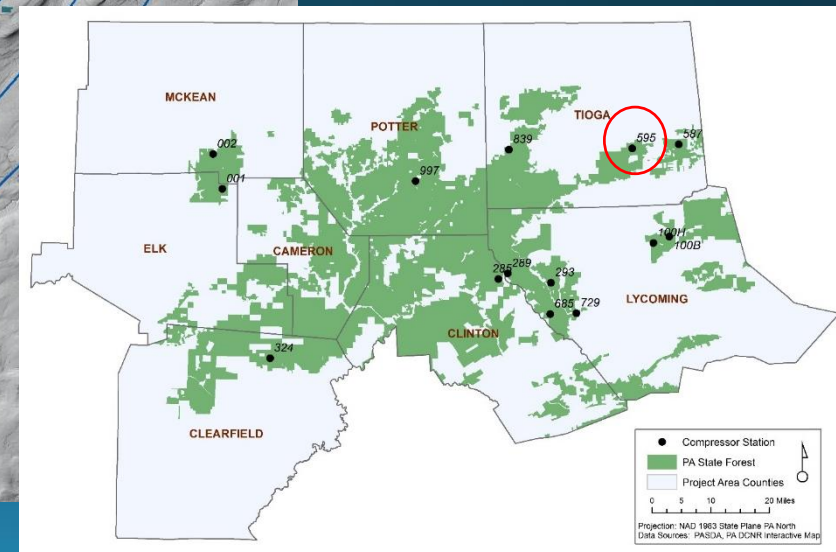 MCKEAN
POTTER
TIOGA
002
839
595
587
001
997
ELK
CAMERON
100H
100B
285
289
293
LYCOMING
685
729
CLINTON
324
CLEARFIELD
Compressor Station
PA State Forest
Project Area Counties
0 5 10 20 Miles
Projection: NAD 1983 State Plane PA North
Data Sources: PASDA, PA DCNR Interactive Map